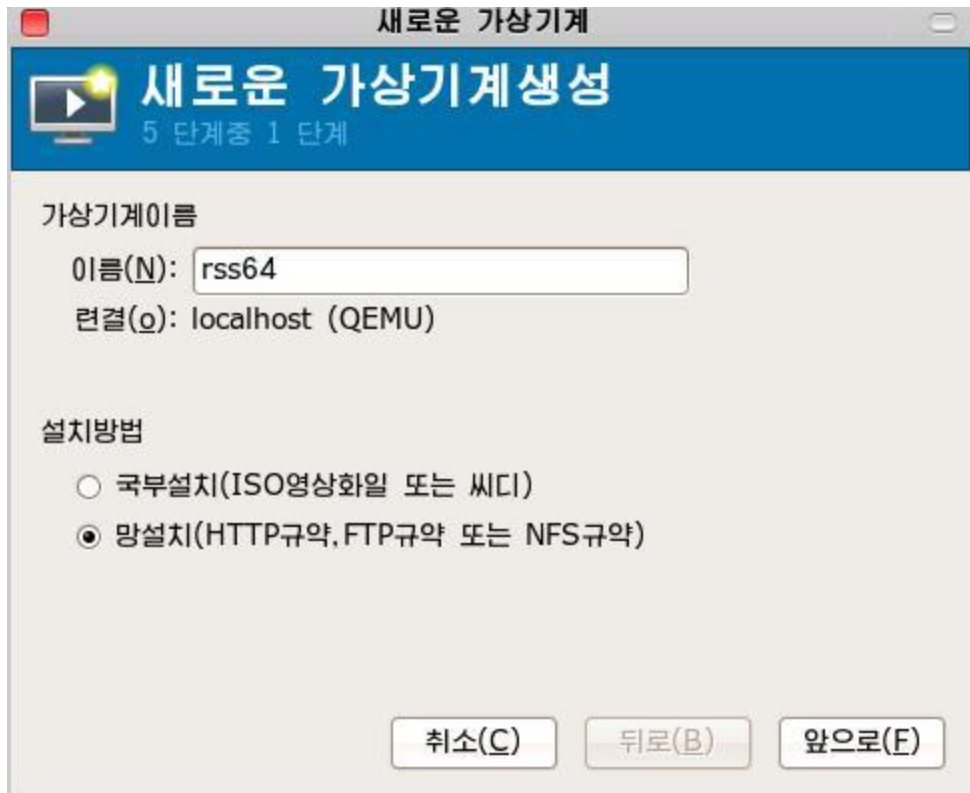 새로운 가상기계
새로운 가상기계생성
5 단계중 1 단계
가상기계이름
이름(N): rss64
련결(o): localhost (QEMU)
설치방법
국부설치(ISO영상화일 또는 씨디)
망설치(HTTP규약,FTP규약 또는 NFS규약)
취소(C) 뒤로(B) 앞으로(F)